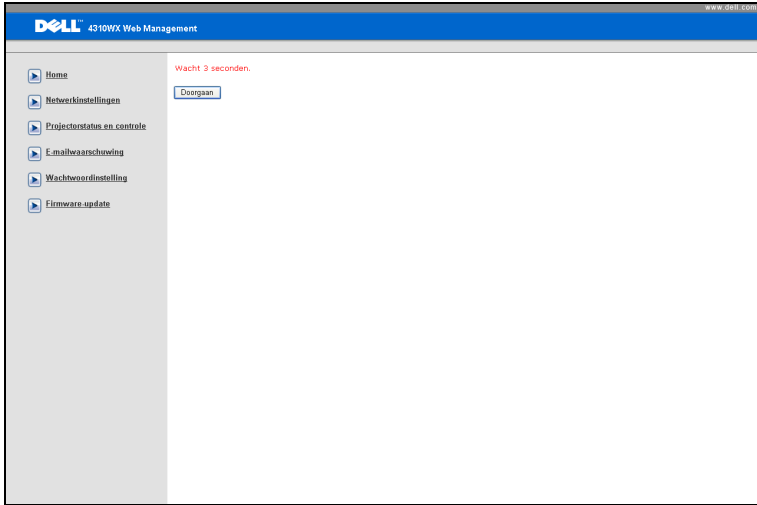 www.dell.com
DELL™ 4310WX Web Management
Home
Netwerkinstellingen
Projectorstatus en controle
E-mailwaarschuwing
Wachtwoordinstelling
Firmware-update
Wacht 3 seconden.
Doorgaan